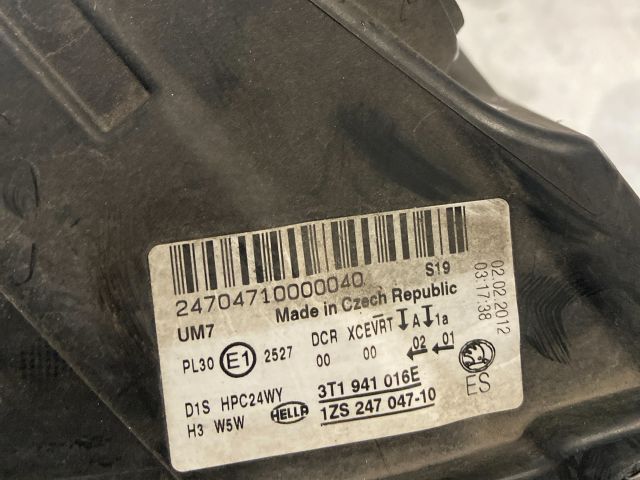 24704710000040 S19
UM7 Made in Czech Republic
PL30 E1 2527 DCR XCEVRT A 1a
00 00 02 01
D1S HPC24WY HELLA 3T1 941 016E
H3 W5W 1ZS 247 047-10
ES
02.02.2012
03:17:38